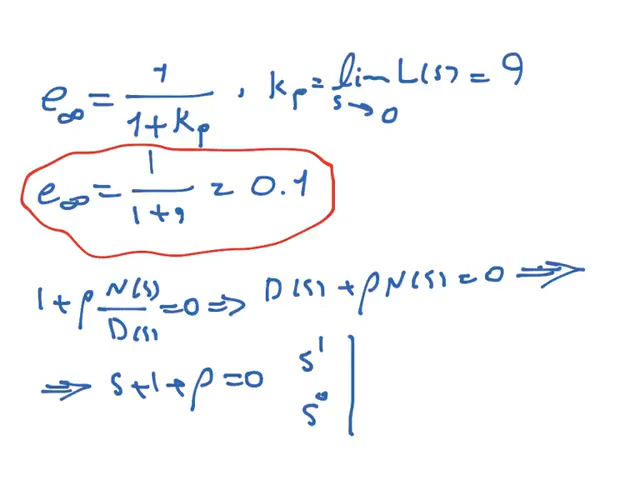 e∞ = 1/(1+Kp) , Kp = lim s→0 L(s) = 9
e∞ = 1/(1+9) = 0.1
1 + ρ N(s)/D(s) = 0 ⇒ D(s) + ρN(s) = 0 ⇒
⇒ s+1+ρ = 0
s¹ |
s⁰ |